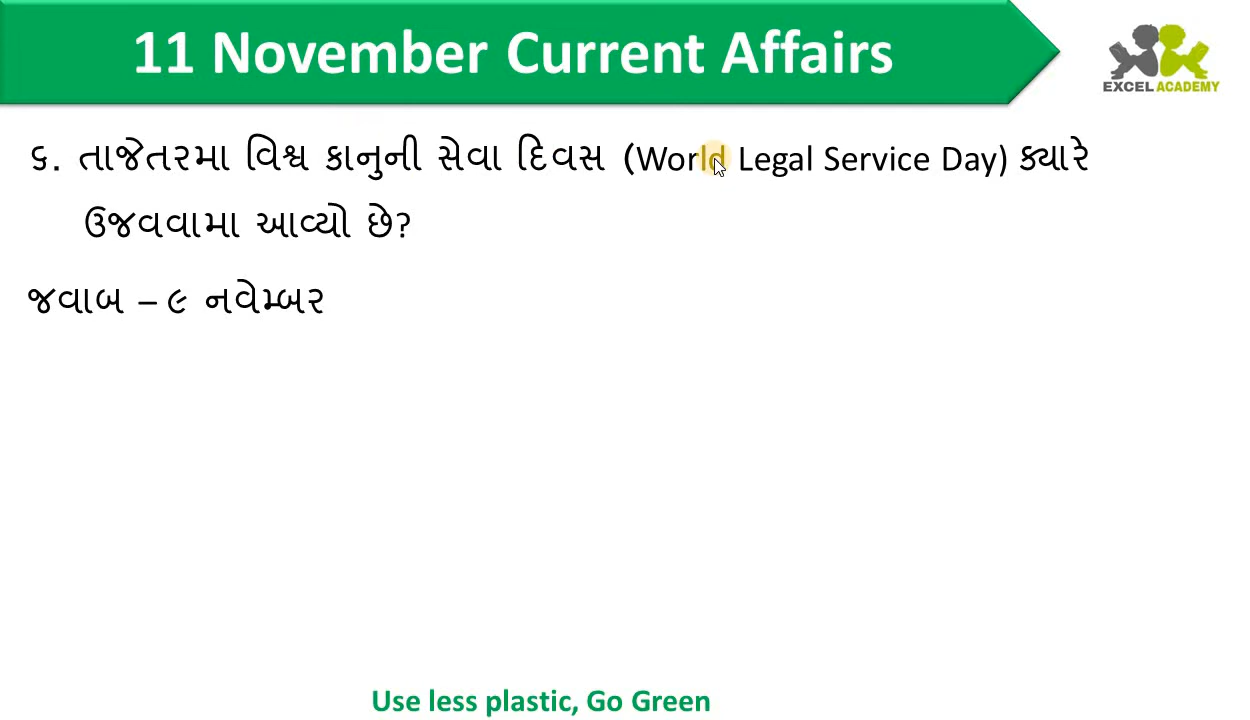 11 November Current Affairs
EXCEL ACADEMY
૬. તાજેતરમા વિશ્વ કાનુની સેવા દિવસ (World Legal Service Day) ક્યારે
ઉજવવામા આવ્યો છે?
જવાબ – ૯ નવેમ્બર
Use less plastic, Go Green